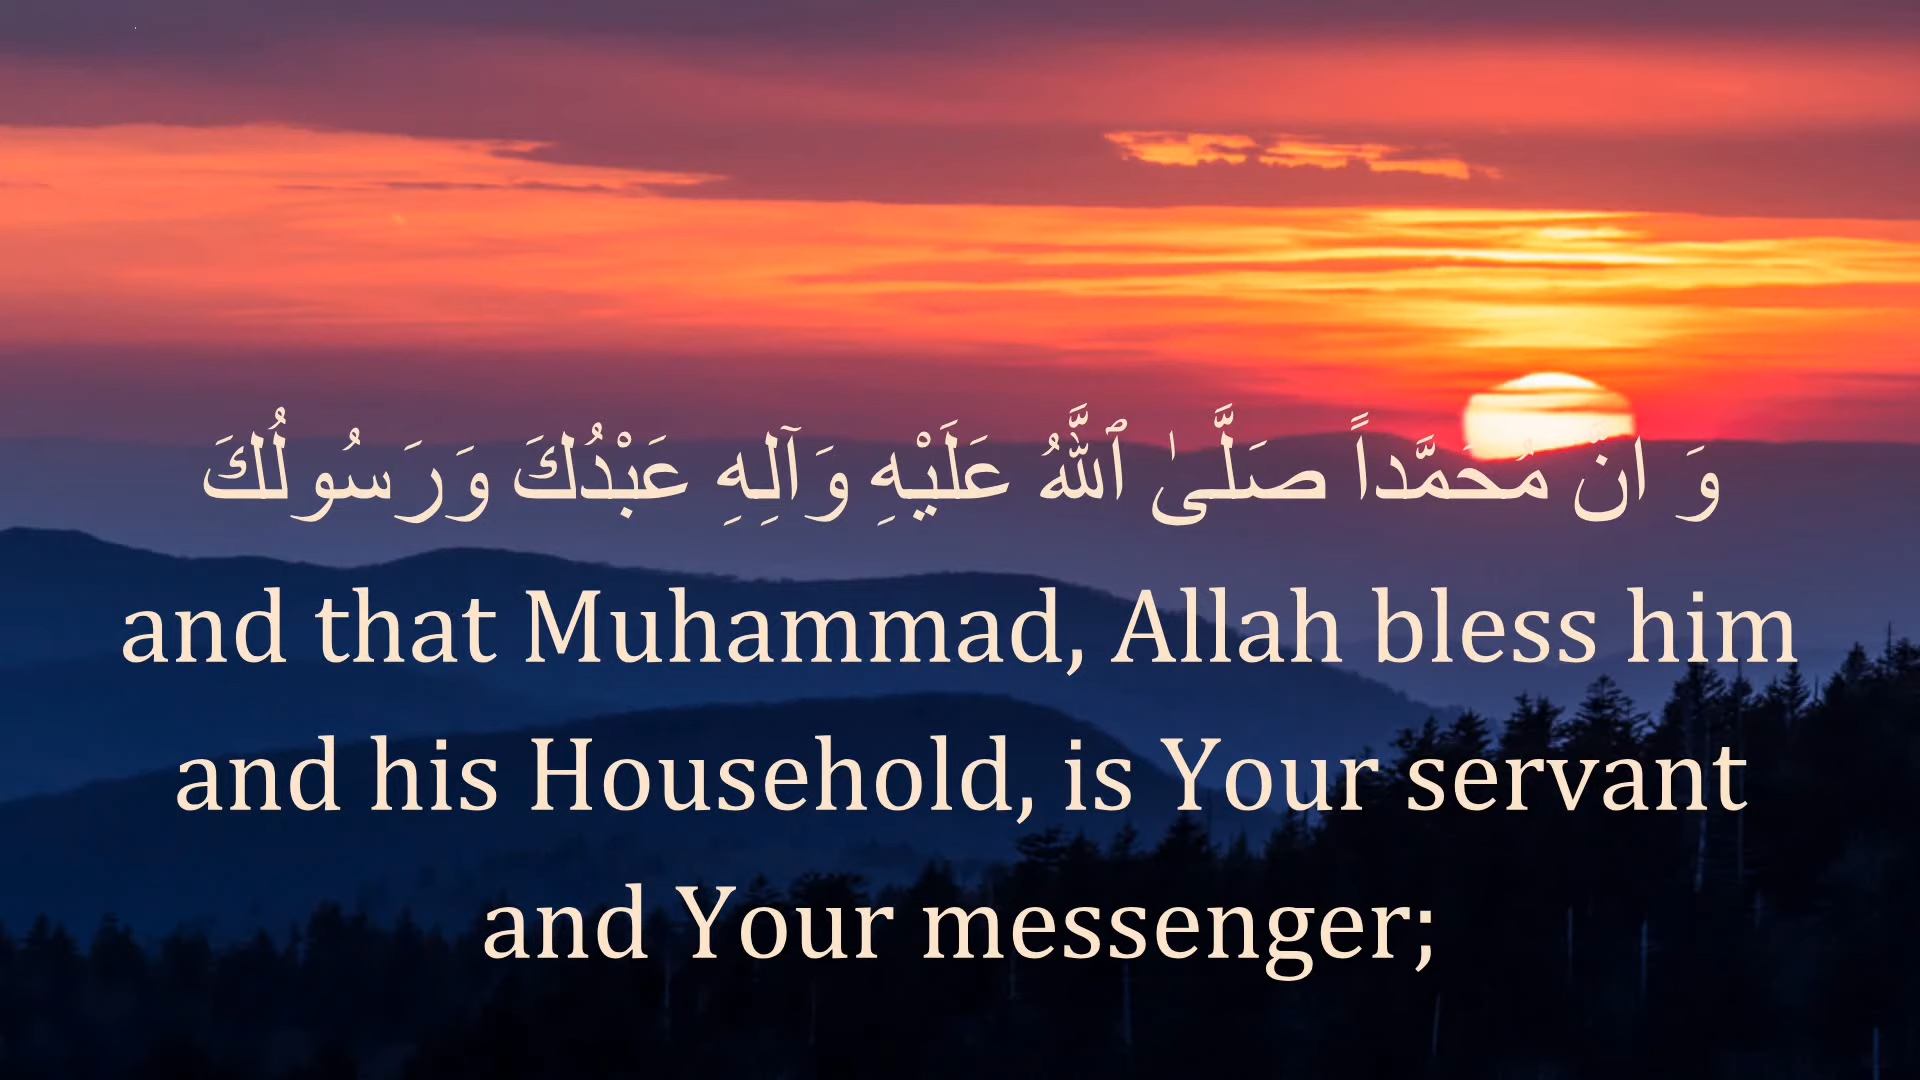 وَ انَّ مُحَمَّداً صَلَّىٰ ٱللَّهُ عَلَيْهِ وَآلِهِ عَبْدُكَ وَرَسُولُكَ
and that Muhammad, Allah bless him
and his Household, is Your servant
and Your messenger;